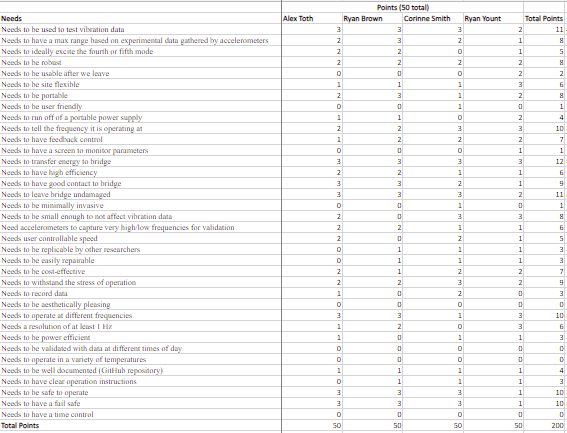 Points (50 total)
Needs Alex Toth Ryan Brown Corinne Smith Ryan Yount Total Points
Needs to be used to test vibration data 3 3 3 2 11
Needs to have a max range based on experimental data gathered by accelerometers 2 3 2 1 8
Needs to ideally excite the fourth or fifth mode 2 2 0 1 5
Needs to be robust 2 2 2 2 8
Needs to be usable after we leave 0 0 0 2 2
Needs to be site flexible 1 1 1 3 6
Needs to be portable 2 3 1 2 8
Needs to be user friendly 0 0 1 0 1
Needs to run off of a portable power supply 1 1 0 2 4
Needs to tell the frequency it is operating at 2 2 3 3 10
Needs to have feedback control 1 2 2 2 7
Needs to have a screen to monitor parameters 0 0 0 1 1
Needs to transfer energy to bridge 3 3 3 3 12
Needs to have high efficiency 2 2 1 1 6
Needs to have good contact to bridge 3 3 2 1 9
Needs to leave bridge undamaged 3 3 3 2 11
Needs to be minimally invasive 0 0 1 0 1
Needs to be small enough to not affect vibration data 2 0 3 3 8
Need accelerometers to capture very high/low frequencies for validation 2 2 1 1 6
Needs user controllable speed 2 0 2 1 5
Needs to be replicable by other researchers 0 1 1 1 3
Needs to be easily repairable 0 1 1 1 3
Needs to be cost-effective 2 1 2 2 7
Needs to withstand the stress of operation 2 2 3 2 9
Needs to record data 1 0 2 0 3
Needs to be aesthetically pleasing 0 0 0 0 0
Needs to operate at different frequencies 3 3 1 3 10
Needs a resolution of at least 1 Hz 1 2 0 3 6
Needs to be power efficient 1 0 1 1 3
Needs to be validated with data at different times of day 0 0 0 0 0
Needs to operate in a variety of temperatures 0 0 0 0 0
Needs to be well documented (GitHub repository) 1 1 1 1 4
Needs to have clear operation instructions 0 1 1 1 3
Needs to be safe to operate 3 3 3 1 10
Needs to have a fail safe 3 3 3 1 10
Needs to have a time control 0 0 0 0 0
Total Points 50 50 50 50 200